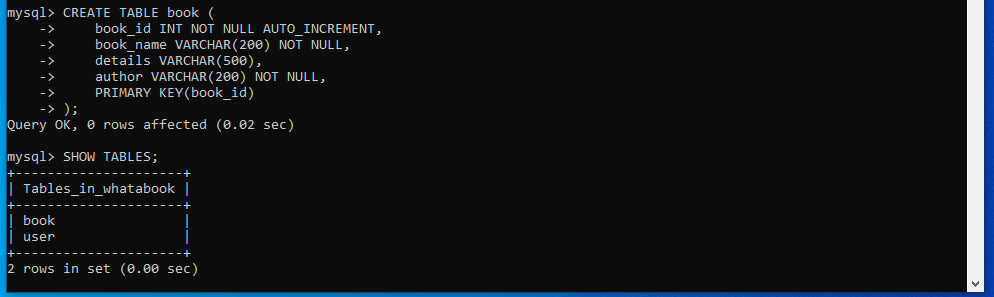 mysql> CREATE TABLE book (
    ->     book_id INT NOT NULL AUTO_INCREMENT,
    ->     book_name VARCHAR(200) NOT NULL,
    ->     details VARCHAR(500),
    ->     author VARCHAR(200) NOT NULL,
    ->     PRIMARY KEY(book_id)
    -> );
Query OK, 0 rows affected (0.02 sec)

mysql> SHOW TABLES;
+---------------------+
| Tables_in_whatabook |
+---------------------+
| book                |
| user                |
+---------------------+
2 rows in set (0.00 sec)